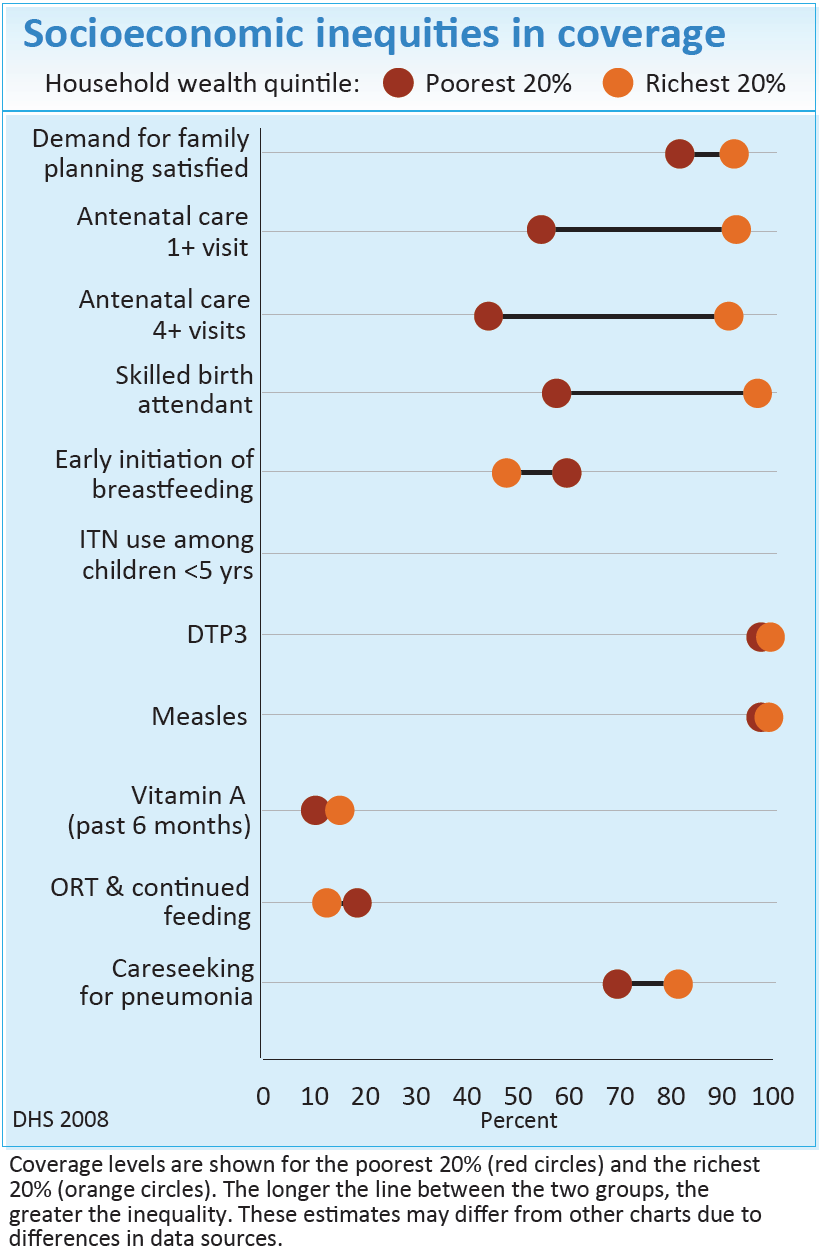 Socioeconomic inequities in coverage
Household wealth quintile: Poorest 20% Richest 20%
Demand for family
planning satisfied
Antenatal care
1+ visit
Antenatal care
4+ visits
Skilled birth
attendant
Early initiation of
breastfeeding
ITN use among
children <5 yrs
DTP3
Measles
Vitamin A
(past 6 months)
ORT & continued
feeding
Careseeking
for pneumonia
0 10 20 30 40 50 60 70 80 90 100
DHS 2008
Percent
Coverage levels are shown for the poorest 20% (red circles) and the richest
20% (orange circles). The longer the line between the two groups, the
greater the inequality. These estimates may differ from other charts due to
differences in data sources.